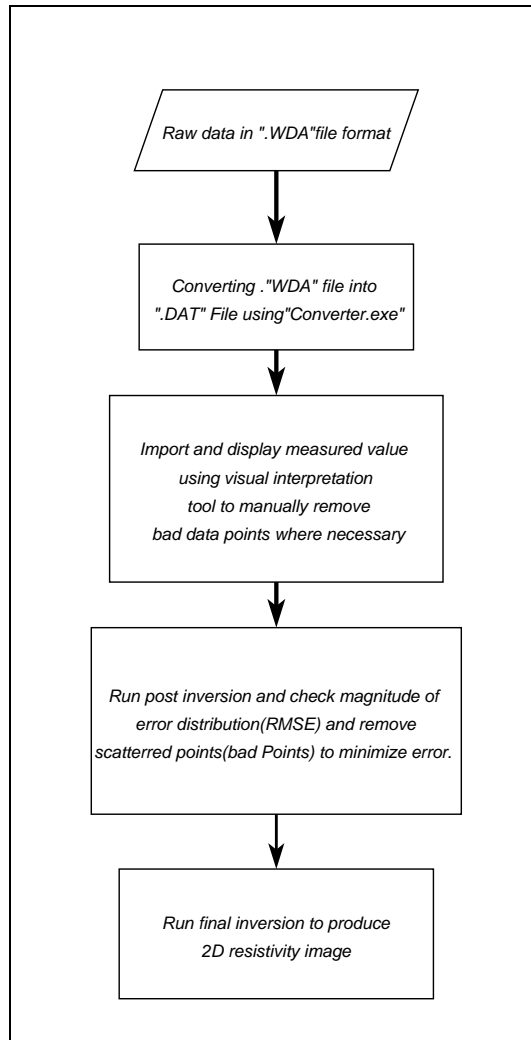 Raw data in ".WDA"file format
Converting ."WDA" file into
".DAT" File using"Converter.exe"
Import and display measured value
using visual interpretation
tool to manually remove
bad data points where necessary
Run post inversion and check magnitude of
error distribution(RMSE) and remove
scatterred points(bad Points) to minimize error.
Run final inversion to produce
2D resistivity image